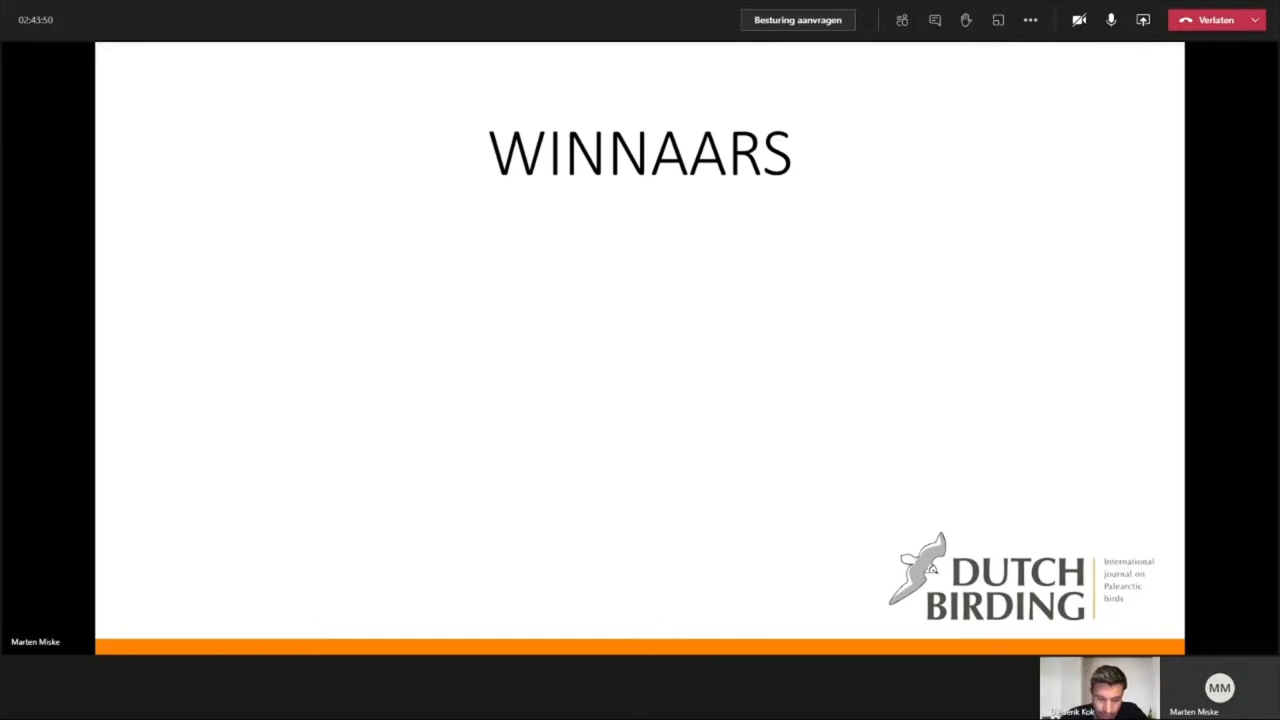 02:43:50
Besturing aanvragen
Verlaten
WINNAARS
DUTCH
BIRDING
International
journal on
Palearctic
birds
Marten Miske
Diederik Kok
MM
Marten Miske